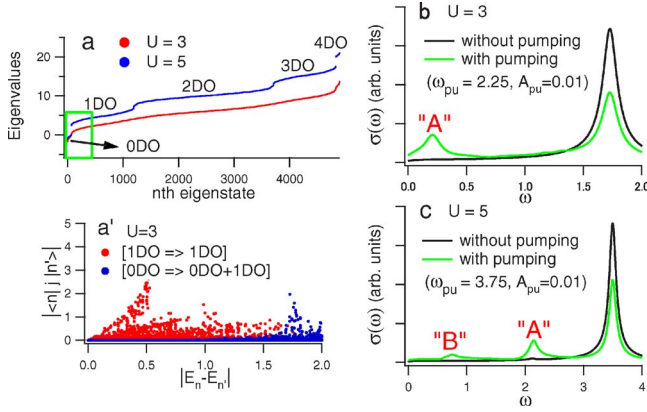 a
U = 3
U = 5
4DO
3DO
2DO
1DO
0DO
Eigenvalues
20
10
0
0
1000
2000
3000
4000
nth eigenstate
a'
U=3
[1DO => 1DO]
[0DO => 0DO+1DO]
|<n| j |n'>|
5
4
3
2
1
0
0.0
0.5
1.0
1.5
2.0
|En-En'|
b
U = 3
without pumping
with pumping
(ωpu = 2.25, Apu=0.01)
"A"
σ(ω) (arb. units)
0.0
0.5
1.0
1.5
2.0
ω
c
U = 5
without pumping
with pumping
(ωpu = 3.75, Apu=0.01)
"B"
"A"
σ(ω) (arb. units)
0
1
2
3
4
ω